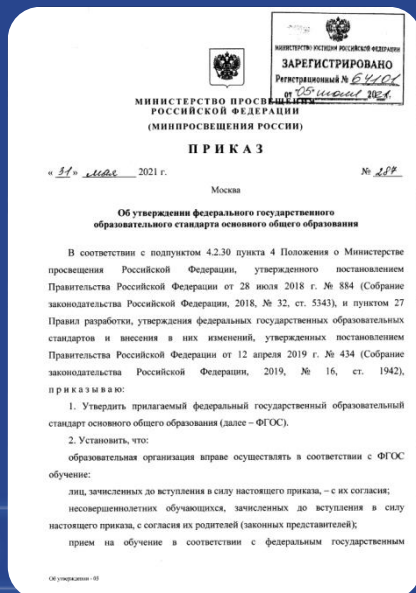 МИНИСТЕРСТВО ЮСТИЦИИ РОССИЙСКОЙ ФЕДЕРАЦИИ
ЗАРЕГИСТРИРОВАНО
Регистрационный № 64101
от "05" июля 2021.
МИНИСТЕРСТВО ПРОСВЕЩЕНИЯ
РОССИЙСКОЙ ФЕДЕРАЦИИ
(МИНПРОСВЕЩЕНИЯ РОССИИ)
ПРИКАЗ
« 31 » мая 2021 г. № 287
Москва
Об утверждении федерального государственного
образовательного стандарта основного общего образования
В соответствии с подпунктом 4.2.30 пункта 4 Положения о Министерстве
просвещения Российской Федерации, утвержденного постановлением
Правительства Российской Федерации от 28 июля 2018 г. № 884 (Собрание
законодательства Российской Федерации, 2018, № 32, ст. 5343), и пунктом 27
Правил разработки, утверждения федеральных государственных образовательных
стандартов и внесения в них изменений, утвержденных постановлением
Правительства Российской Федерации от 12 апреля 2019 г. № 434 (Собрание
законодательства Российской Федерации, 2019, № 16, ст. 1942),
приказываю:
1. Утвердить прилагаемый федеральный государственный образовательный
стандарт основного общего образования (далее – ФГОС).
2. Установить, что:
образовательная организация вправе осуществлять в соответствии с ФГОС
обучение:
лиц, зачисленных до вступления в силу настоящего приказа, – с их согласия;
несовершеннолетних обучающихся, зачисленных до вступления в силу
настоящего приказа, с согласия их родителей (законных представителей);
прием на обучение в соответствии с федеральным государственным
Об утверждении - 03